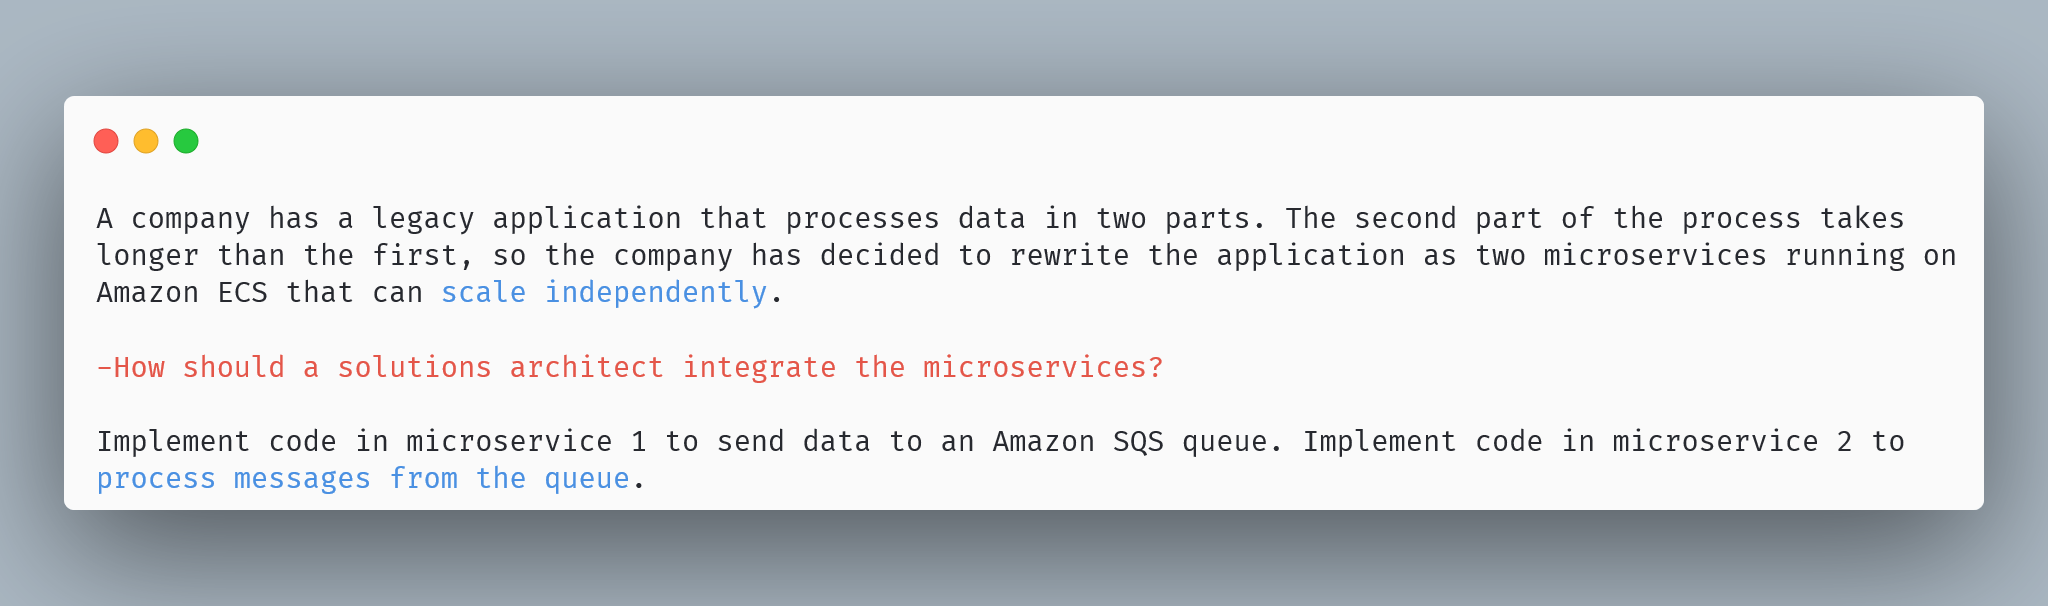 A company has a legacy application that processes data in two parts. The second part of the process takes
longer than the first, so the company has decided to rewrite the application as two microservices running on
Amazon ECS that can scale independently.
-How should a solutions architect integrate the microservices?
Implement code in microservice 1 to send data to an Amazon SQS queue. Implement code in microservice 2 to
process messages from the queue.